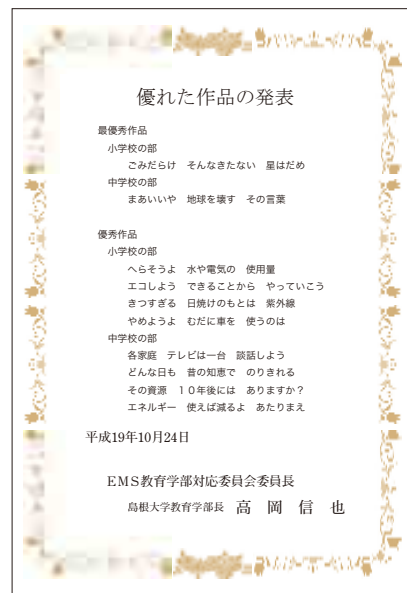 優れた作品の発表
最優秀作品
小学校の部
ごみだらけ　そんなきたない　星はだめ
中学校の部
まあいいや　地球を壊す　その言葉
優秀作品
小学校の部
へらそうよ　水や電気の　使用量
エコしよう　できることから　やっていこう
きつすぎる　日焼けのもとは　紫外線
やめようよ　むだに車を　使うのは
中学校の部
各家庭　テレビは一台　談話しよう
どんな日も　昔の知恵で　のりきれる
その資源　１０年後には　ありますか？
エネルギー　使えば減るよ　あたりまえ
平成19年10月24日
ＥＭＳ教育学部対応委員会委員長
島根大学教育学部長　高　岡　信　也